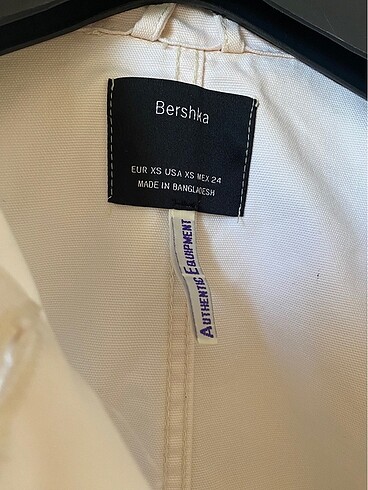 Bershka
EUR XS USA XS MEX 24
MADE IN BANGLADESH
AUTHENTIC EQUIPMENT